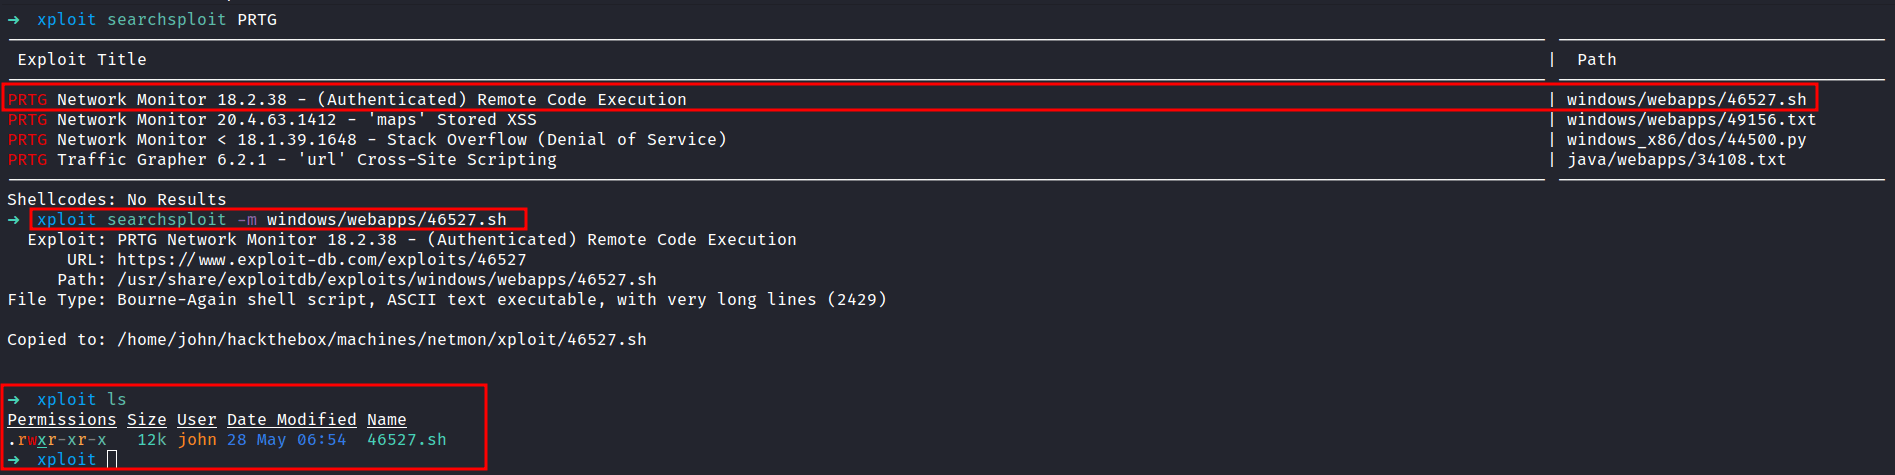 → xploit searchsploit PRTG
Exploit Title | Path
PRTG Network Monitor 18.2.38 - (Authenticated) Remote Code Execution | windows/webapps/46527.sh
PRTG Network Monitor 20.4.63.1412 - 'maps' Stored XSS | windows/webapps/49156.txt
PRTG Network Monitor < 18.1.39.1648 - Stack Overflow (Denial of Service) | windows_x86/dos/44500.py
PRTG Traffic Grapher 6.2.1 - 'url' Cross-Site Scripting | java/webapps/34108.txt
Shellcodes: No Results
→ xploit searchsploit -m windows/webapps/46527.sh
Exploit: PRTG Network Monitor 18.2.38 - (Authenticated) Remote Code Execution
URL: https://www.exploit-db.com/exploits/46527
Path: /usr/share/exploitdb/exploits/windows/webapps/46527.sh
File Type: Bourne-Again shell script, ASCII text executable, with very long lines (2429)
Copied to: /home/john/hackthebox/machines/netmon/xploit/46527.sh
→ xploit ls
Permissions Size User Date Modified Name
.rwxr-xr-x 12k john 28 May 06:54 46527.sh
→ xploit